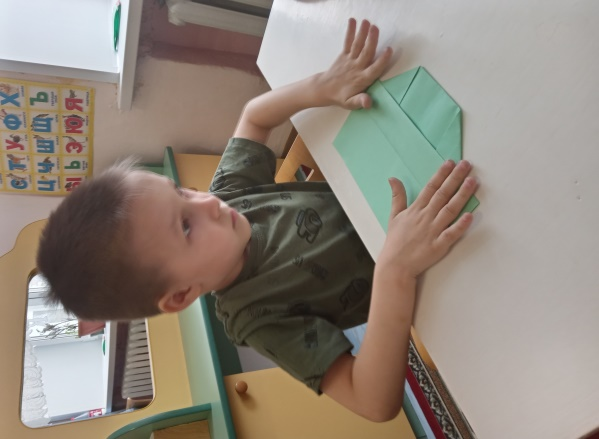 С Т У Ф Х
Ц Ч Ш Щ Ъ
Ы Ь Э Ю Я